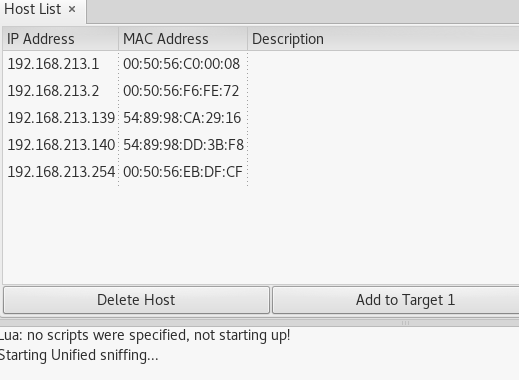 Host List ×
IP Address MAC Address Description
192.168.213.1 00:50:56:C0:00:08
192.168.213.2 00:50:56:F6:FE:72
192.168.213.139 54:89:98:CA:29:16
192.168.213.140 54:89:98:DD:3B:F8
192.168.213.254 00:50:56:EB:DF:CF
Delete Host Add to Target 1
Lua: no scripts were specified, not starting up!
Starting Unified sniffing...